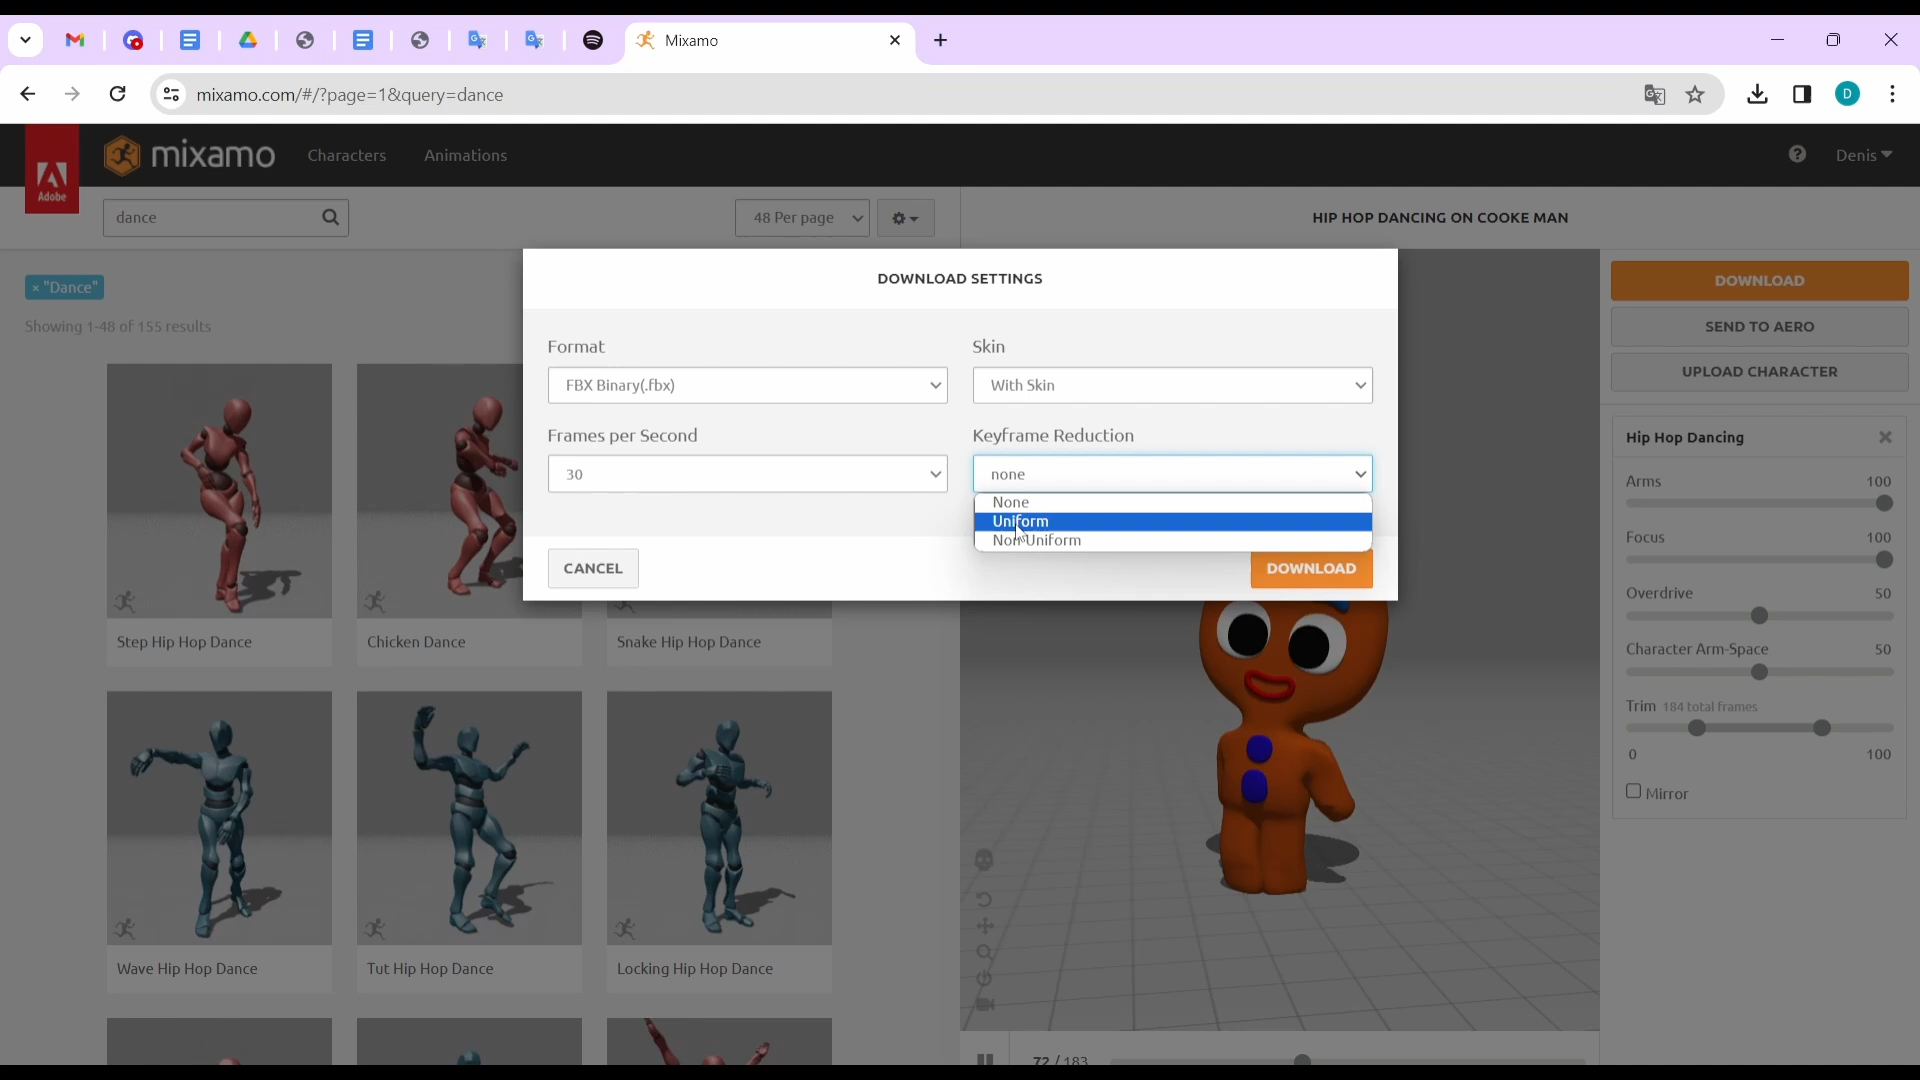 Mixamo
mixamo.com/#/?page=1&query=dance
D
Adobe
mixamo
Characters
Animations
Denis
dance
48 Per page
HIP HOP DANCING ON COOKE MAN
× "Dance"
Showing 1-48 of 155 results
DOWNLOAD SETTINGS
Format
FBX Binary(.fbx)
Skin
With Skin
Frames per Second
30
Keyframe Reduction
none
None
Uniform
Non-Uniform
CANCEL
DOWNLOAD
DOWNLOAD
SEND TO AERO
UPLOAD CHARACTER
Hip Hop Dancing
Arms 100
Focus 100
Overdrive 50
Character Arm-Space 50
Trim 184 total frames
0 100
Mirror
Step Hip Hop Dance
Chicken Dance
Snake Hip Hop Dance
Wave Hip Hop Dance
Tut Hip Hop Dance
Locking Hip Hop Dance
72 / 183